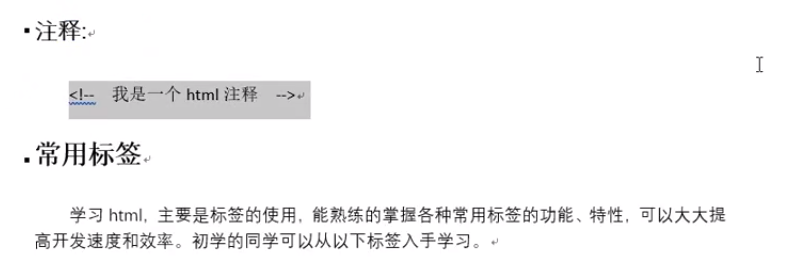 注释:
<!--  我是一个 html 注释  -->
常用标签
学习 html, 主要是标签的使用, 能熟练的掌握各种常用标签的功能、特性, 可以大大提
高开发速度和效率。初学的同学可以从以下标签入手学习。